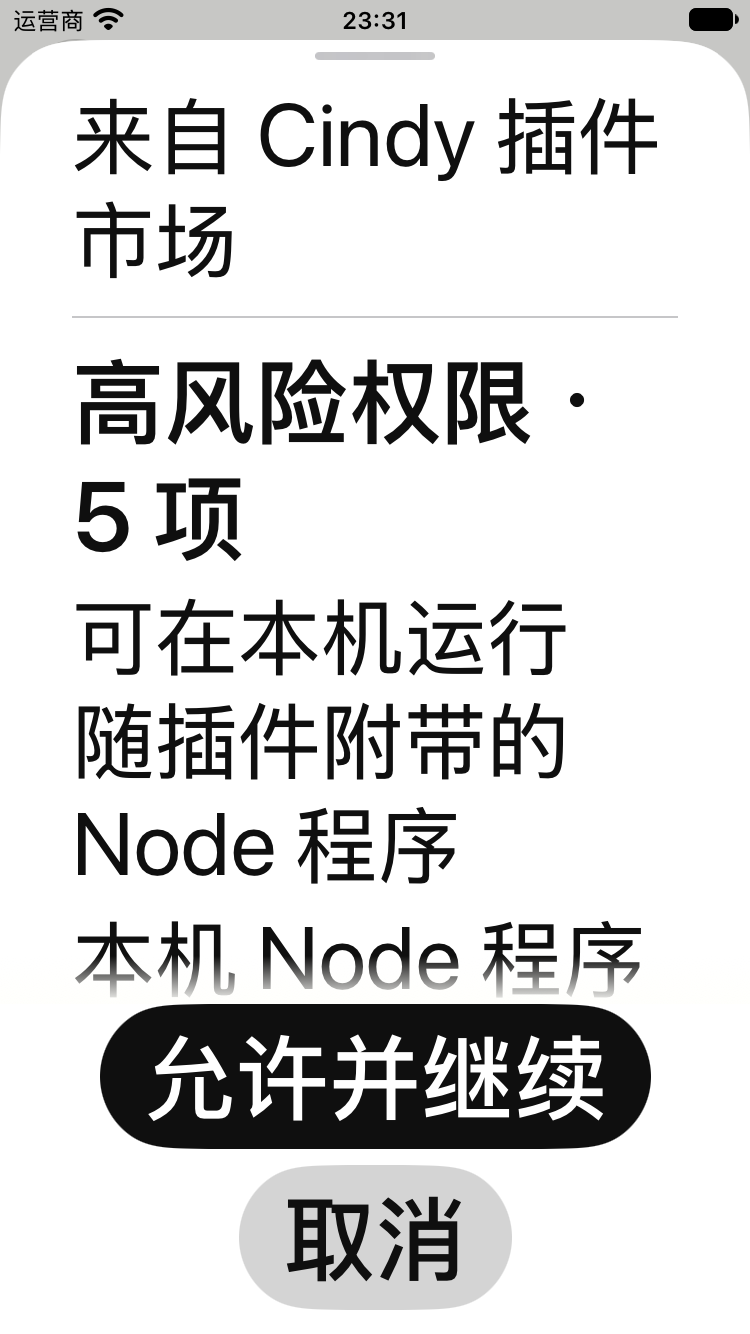 运营商 23:31
来自 Cindy 插件
市场
高风险权限 ·
5 项
可在本机运行
随插件附带的
Node 程序
本机 Node 程序
允许并继续
取消